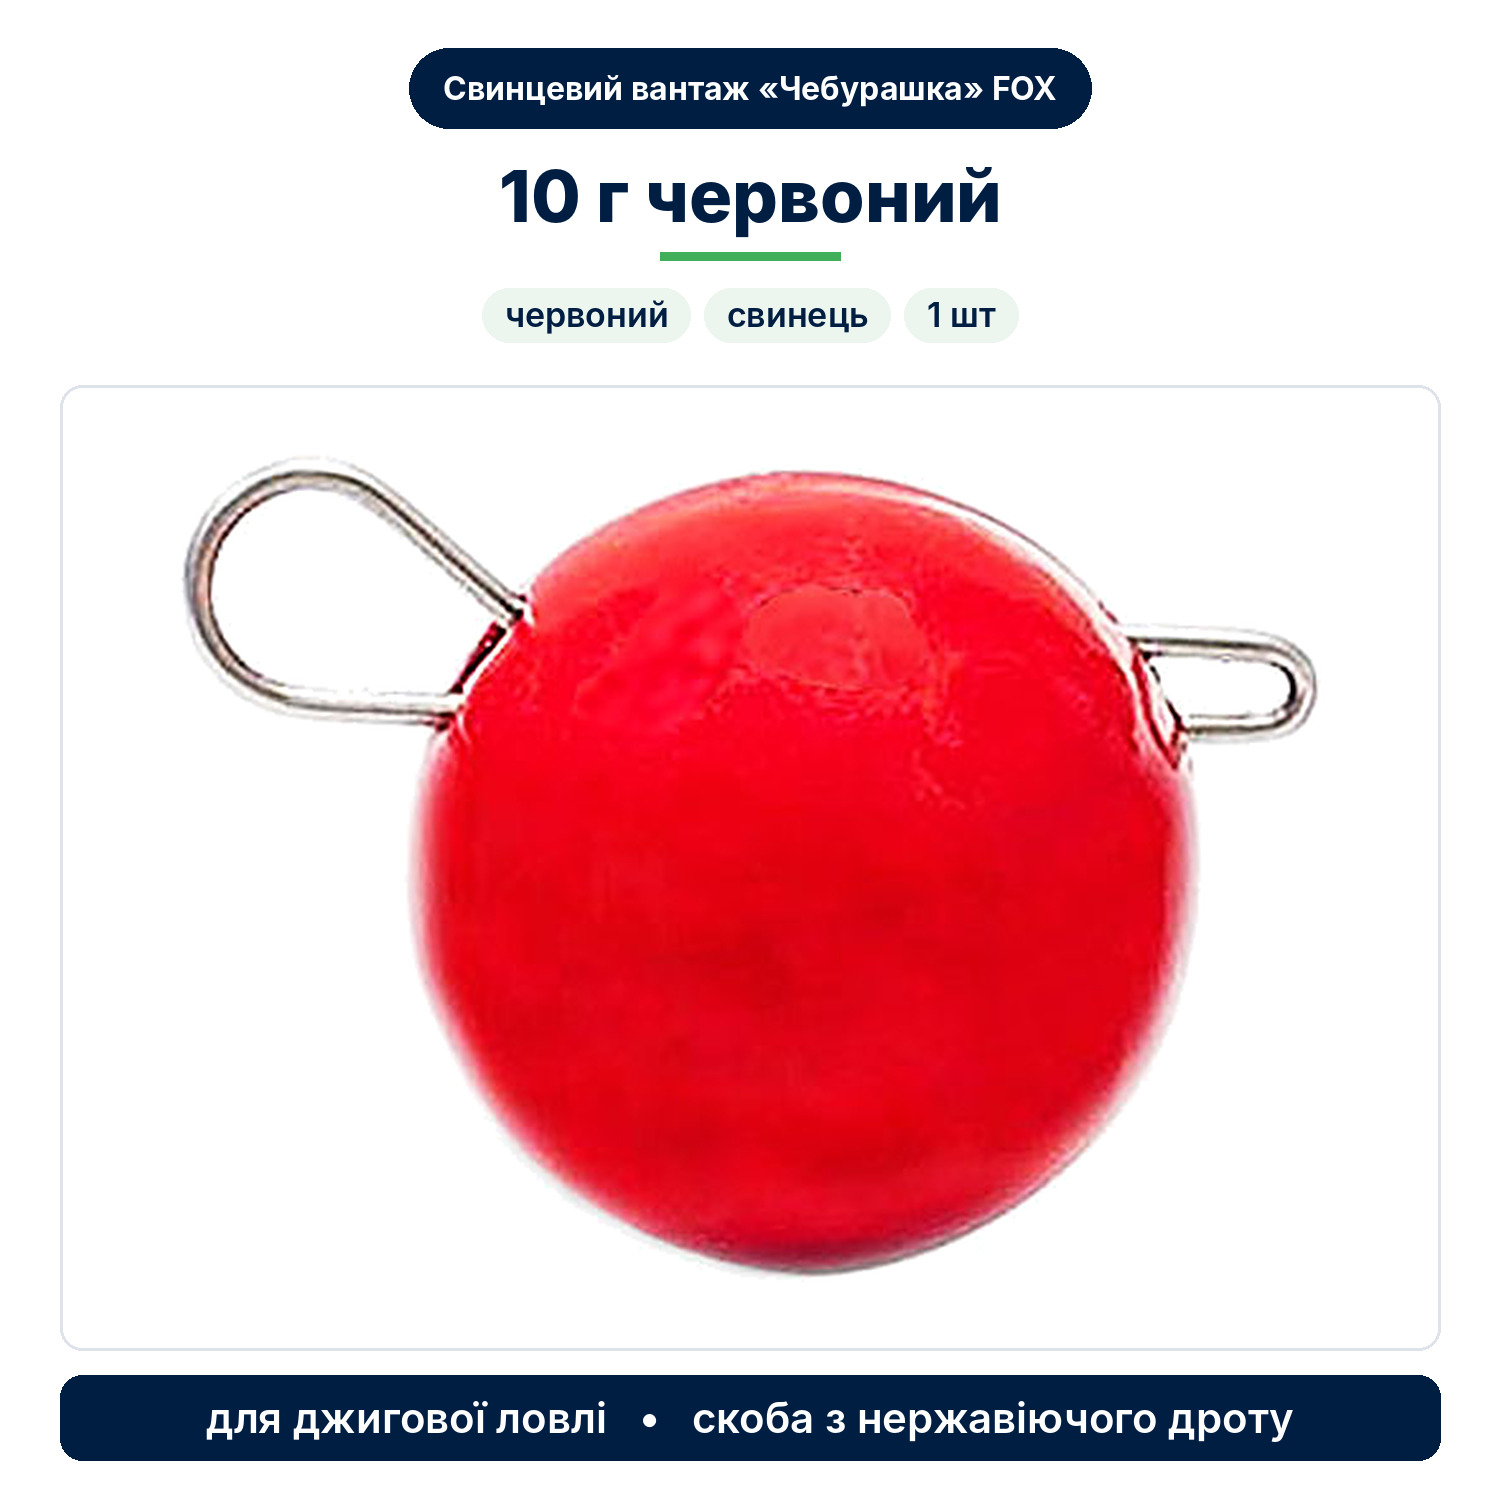 Свинцевий вантаж «Чебурашка» FOX
10 г червоний
червоний свинець 1 шт
для джигової ловлі • скоба з нержавіючого дроту